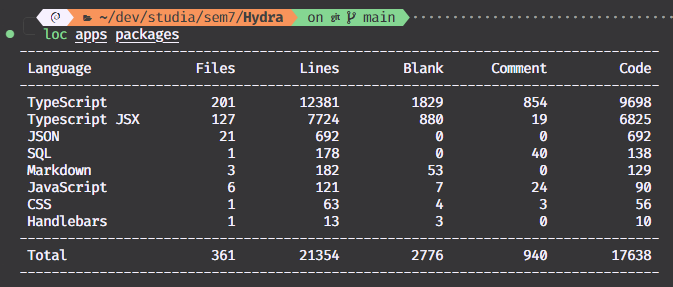 ~/dev/studia/sem7/Hydra on git main
loc apps packages
Language Files Lines Blank Comment Code
TypeScript 201 12381 1829 854 9698
Typescript JSX 127 7724 880 19 6825
JSON 21 692 0 0 692
SQL 1 178 0 40 138
Markdown 3 182 53 0 129
JavaScript 6 121 7 24 90
CSS 1 63 4 3 56
Handlebars 1 13 3 0 10
Total 361 21354 2776 940 17638